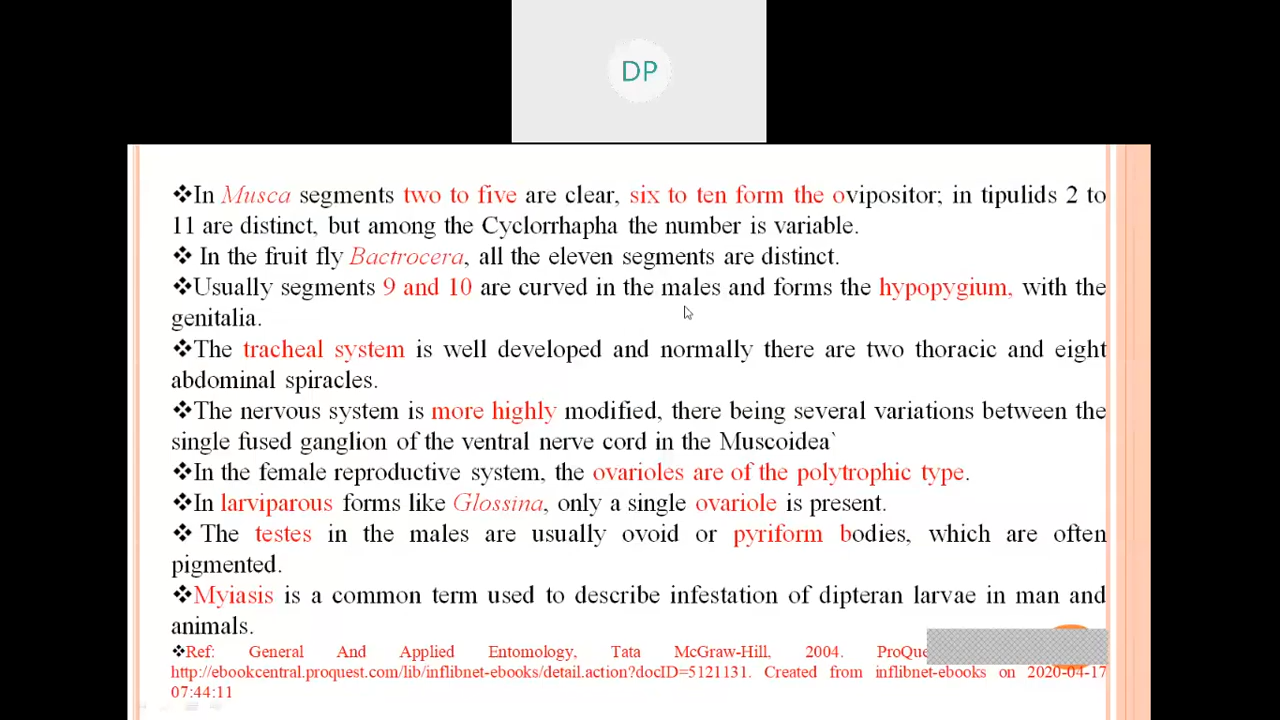 DP
❖In Musca segments two to five are clear, six to ten form the ovipositor; in tipulids 2 to
11 are distinct, but among the Cyclorrhapha the number is variable.
❖ In the fruit fly Bactrocera, all the eleven segments are distinct.
❖Usually segments 9 and 10 are curved in the males and forms the hypopygium, with the
genitalia.
❖The tracheal system is well developed and normally there are two thoracic and eight
abdominal spiracles.
❖The nervous system is more highly modified, there being several variations between the
single fused ganglion of the ventral nerve cord in the Muscoidea`
❖In the female reproductive system, the ovarioles are of the polytrophic type.
❖In larviparous forms like Glossina, only a single ovariole is present.
❖ The testes in the males are usually ovoid or pyriform bodies, which are often
pigmented.
❖Myiasis is a common term used to describe infestation of dipteran larvae in man and
animals.
❖Ref: General And Applied Entomology, Tata McGraw-Hill, 2004.
http://ebookcentral.proquest.com/lib/inflibnet-ebooks/detail.action?docID=5121131. Created from inflibnet-ebooks on 2020-04-17
07:44:11